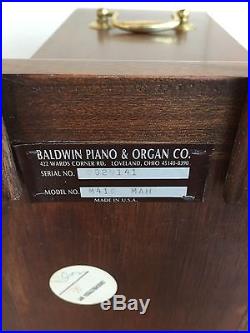 BALDWIN PIANO & ORGAN CO.
422 WARDS CORNER RD, LOVELAND, OHIO 45140-8390
SERIAL NO.
MODEL NO. MAH
MADE IN U.S.A.